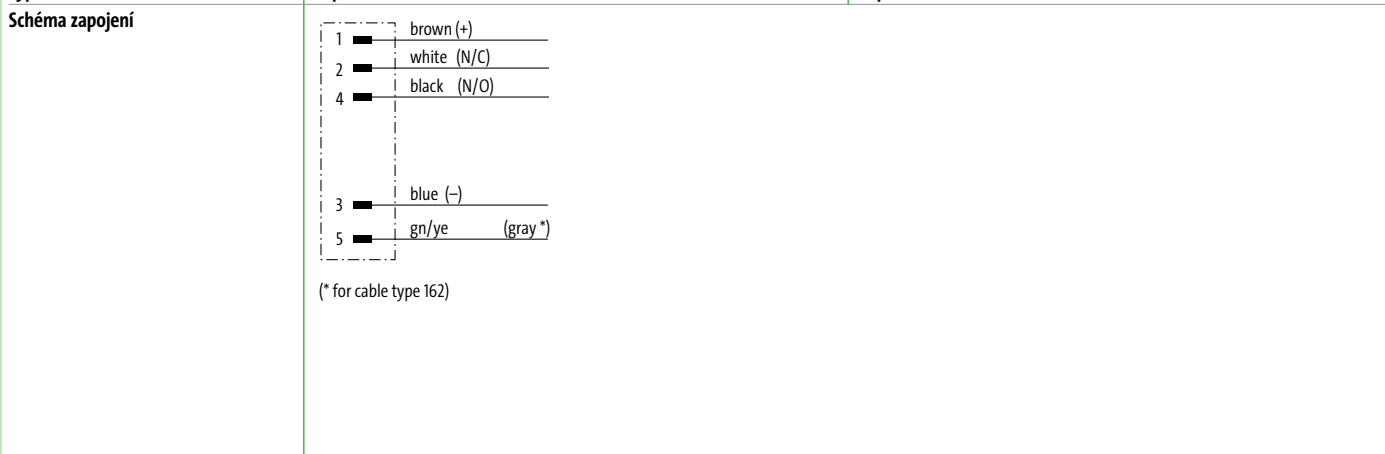 Schéma zapojení
1 brown (+)
2 white (N/C)
4 black (N/O)
3 blue (–)
5 gn/ye (gray *)
(* for cable type 162)